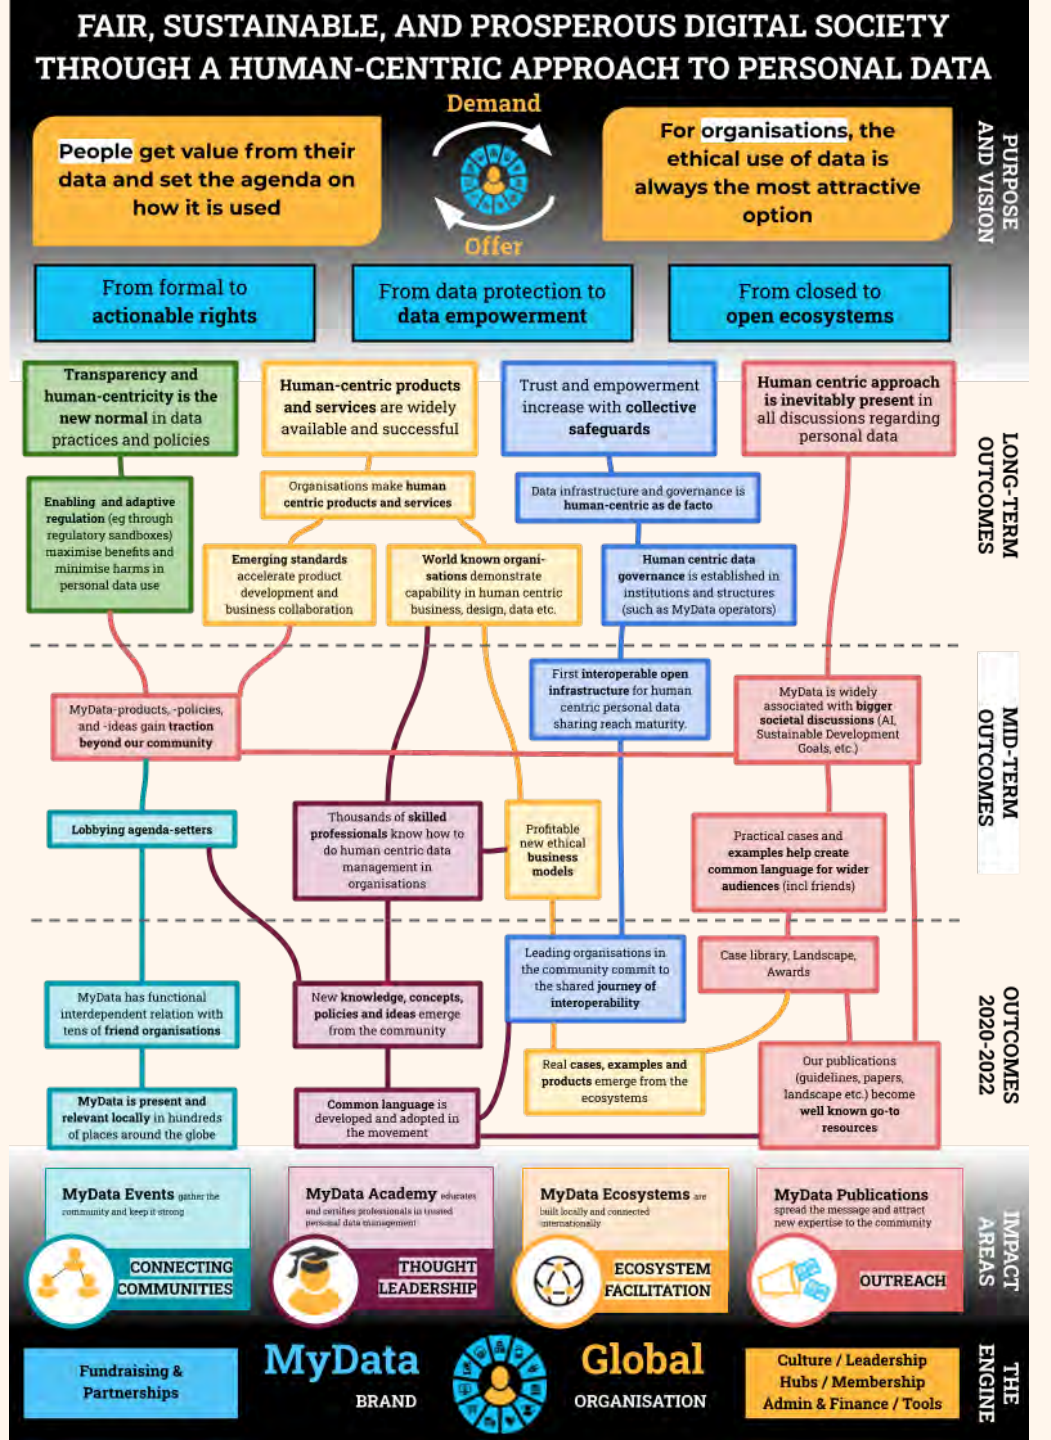 FAIR, SUSTAINABLE, AND PROSPEROUS DIGITAL SOCIETY
THROUGH A HUMAN-CENTRIC APPROACH TO PERSONAL DATA
PURPOSE
AND VISION
Demand
People get value from their
data and set the agenda on
how it is used
For organisations, the
ethical use of data is
always the most attractive
option
Offer
From formal to
actionable rights
From data protection to
data empowerment
From closed to
open ecosystems
LONG-TERM
OUTCOMES
Transparency and
human-centricity is the
new normal in data
practices and policies
Human-centric products
and services are widely
available and successful
Trust and empowerment
increase with collective
safeguards
Human centric approach
is inevitably present in
all discussions regarding
personal data
Enabling and adaptive
regulation (eg through
regulatory sandboxes)
maximise benefits and
minimise harms in
personal data use
Organisations make human
centric products and services
Data infrastructure and governance is
human-centric as de facto
Emerging standards
accelerate product
development and
business collaboration
World known organi-
sations demonstrate
capability in human centric
business, design, data etc.
Human centric data
governance is established in
institutions and structures
(such as MyData operators)
MID-TERM
OUTCOMES
First interoperable open
infrastructure for human
centric personal data
sharing reach maturity.
MyData-products, -policies,
and -ideas gain traction
beyond our community
MyData is widely
associated with bigger
societal discussions (AI,
Sustainable Development
Goals, etc.)
Lobbying agenda-setters
Thousands of skilled
professionals know how to
do human centric data
management in
organisations
Profitable
new ethical
business
models
Practical cases and
examples help create
common language for wider
audiences (incl friends)
OUTCOMES
2020-2022
Leading organisations in
the community commit to
the shared journey of
interoperability
Case library, Landscape,
Awards
MyData has functional
interdependent relation with
tens of friend organisations
New knowledge, concepts,
policies and ideas emerge
from the community
Real cases, examples and
products emerge from the
ecosystems
Our publications
(guidelines, papers,
landscape etc.) become
well known go-to
resources
MyData is present and
relevant locally in hundreds
of places around the globe
Common language is
developed and adopted in
the movement
IMPACT
AREAS
MyData Events gather the
community and keep it strong
CONNECTING
COMMUNITIES
MyData Academy educates
and certifies professionals in trusted
personal data management
THOUGHT
LEADERSHIP
MyData Ecosystems are
built locally and connected
internationally
ECOSYSTEM
FACILITATION
MyData Publications
spread the message and attract
new expertise to the community
OUTREACH
THE
ENGINE
Fundraising &
Partnerships
MyData
BRAND
Global
ORGANISATION
Culture / Leadership
Hubs / Membership
Admin & Finance / Tools